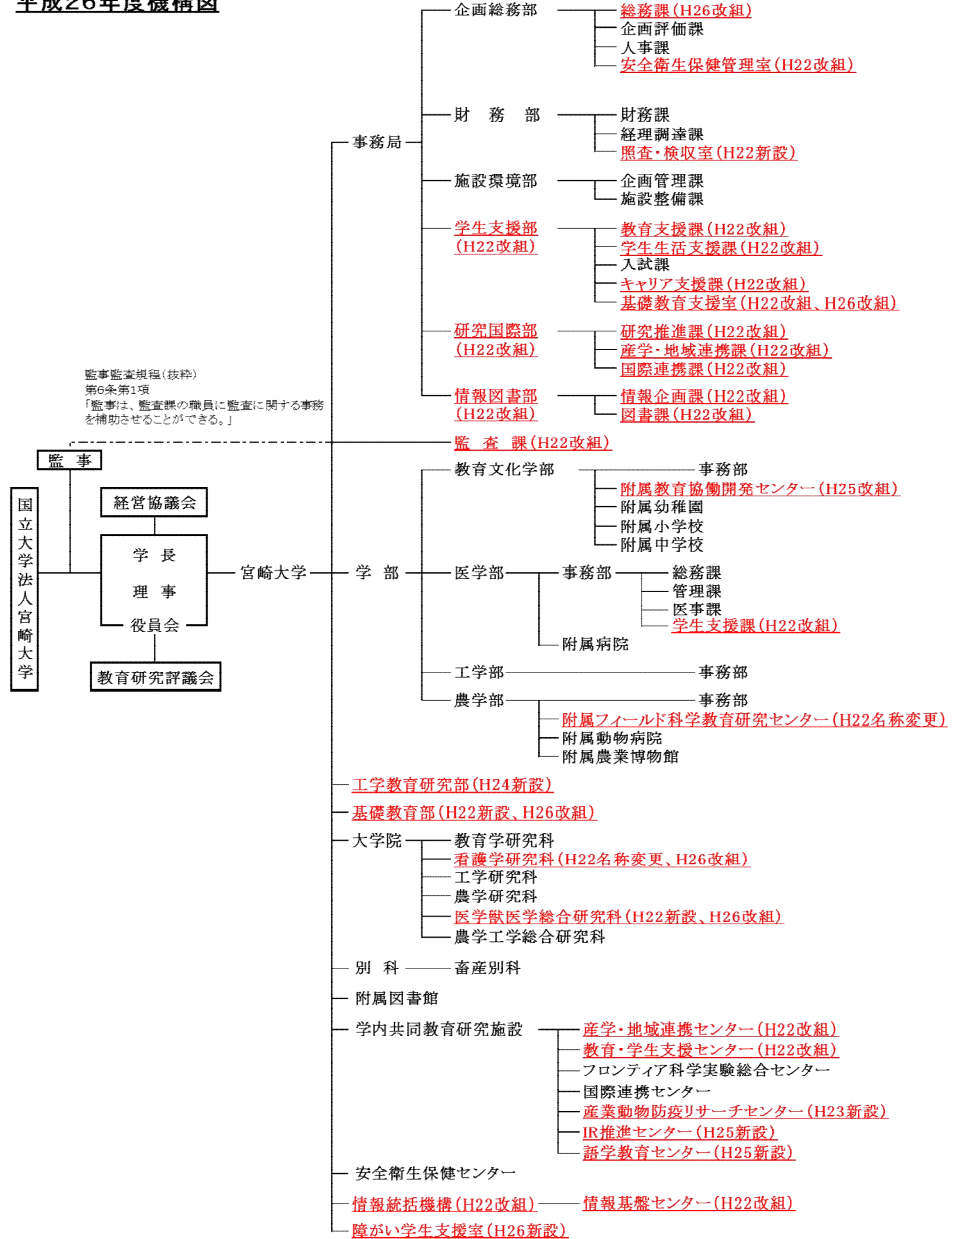 平成26年度機構図
企画総務部
総務課(H26改組)
企画評価課
人事課
安全衛生保健管理室(H22改組)
事務局
財務部
財務課
経理調達課
照査・検収室(H22新設)
施設環境部
企画管理課
施設整備課
学生支援部
(H22改組)
教育支援課(H22改組)
学生生活支援課(H22改組)
入試課
キャリア支援課(H22改組)
基礎教育支援室(H22改組、H26改組)
研究国際部
(H22改組)
研究推進課(H22改組)
産学・地域連携課(H22改組)
国際連携課(H22改組)
情報図書部
(H22改組)
情報企画課(H22改組)
図書課(H22改組)
監事監査規程(抜粋)
第6条第1項
「監事は、監査課の職員に監査に関する事務
を補助させることができる。」
監査課(H22改組)
監事
国立大学法人宮崎大学
経営協議会
学長
理事
役員会
教育研究評議会
宮崎大学
学部
教育文化学部
事務部
附属教育協働開発センター(H25改組)
附属幼稚園
附属小学校
附属中学校
医学部
事務部
総務課
管理課
医事課
学生支援課(H22改組)
附属病院
工学部
事務部
農学部
事務部
附属フィールド科学教育研究センター(H22名称変更)
附属動物病院
附属農業博物館
工学教育研究部(H24新設)
基礎教育部(H22新設、H26改組)
大学院
教育学研究科
看護学研究科(H22名称変更、H26改組)
工学研究科
農学研究科
医学獣医学総合研究科(H22新設、H26改組)
農学工学総合研究科
別科
畜産別科
附属図書館
学内共同教育研究施設
産学・地域連携センター(H22改組)
教育・学生支援センター(H22改組)
フロンティア科学実験総合センター
国際連携センター
産業動物防疫リサーチセンター(H23新設)
IR推進センター(H25新設)
語学教育センター(H25新設)
安全衛生保健センター
情報統括機構(H22改組)
情報基盤センター(H22改組)
障がい学生支援室(H26新設)